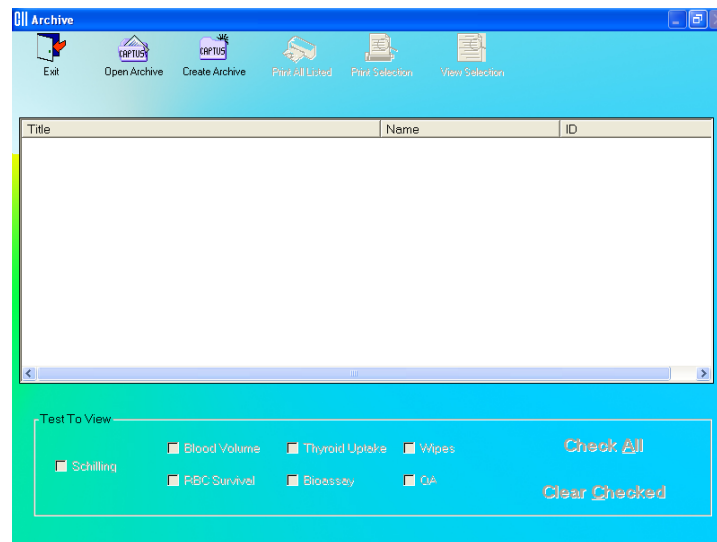 CII Archive
CAPTUS CAPTUS
Exit Open Archive Create Archive Print All Listed Print Selection View Selection
Title Name ID
Test To View
Blood Volume Thyroid Uptake Wipes Check All
Schilling
RBC Survival Bioassay QA Clear Checked